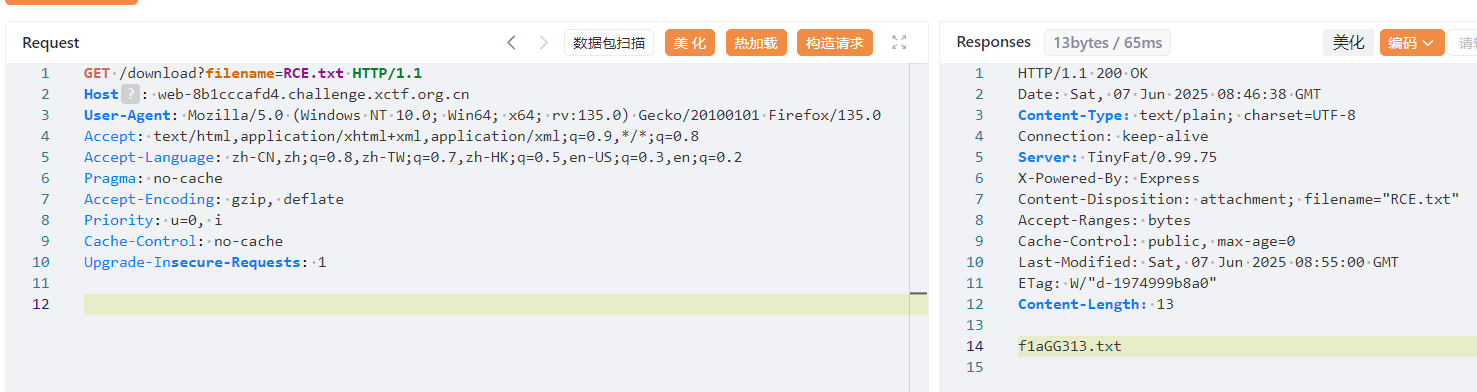 Request
数据包扫描
美化
热加载
构造请求
1 GET /download?filename=RCE.txt HTTP/1.1
2 Host ? : web-8b1cccafd4.challenge.xctf.org.cn
3 User-Agent: Mozilla/5.0 (Windows NT 10.0; Win64; x64; rv:135.0) Gecko/20100101 Firefox/135.0
4 Accept: text/html,application/xhtml+xml,application/xml;q=0.9,*/*;q=0.8
5 Accept-Language: zh-CN,zh;q=0.8,zh-TW;q=0.7,zh-HK;q=0.5,en-US;q=0.3,en;q=0.2
6 Pragma: no-cache
7 Accept-Encoding: gzip, deflate
8 Priority: u=0, i
9 Cache-Control: no-cache
10 Upgrade-Insecure-Requests: 1
11
12
Responses
13bytes / 65ms
美化
编码
1 HTTP/1.1 200 OK
2 Date: Sat, 07 Jun 2025 08:46:38 GMT
3 Content-Type: text/plain; charset=UTF-8
4 Connection: keep-alive
5 Server: TinyFat/0.99.75
6 X-Powered-By: Express
7 Content-Disposition: attachment; filename="RCE.txt"
8 Accept-Ranges: bytes
9 Cache-Control: public, max-age=0
10 Last-Modified: Sat, 07 Jun 2025 08:55:00 GMT
11 ETag: W/"d-1974999b8a0"
12 Content-Length: 13
13
14 f1aGG313.txt
15